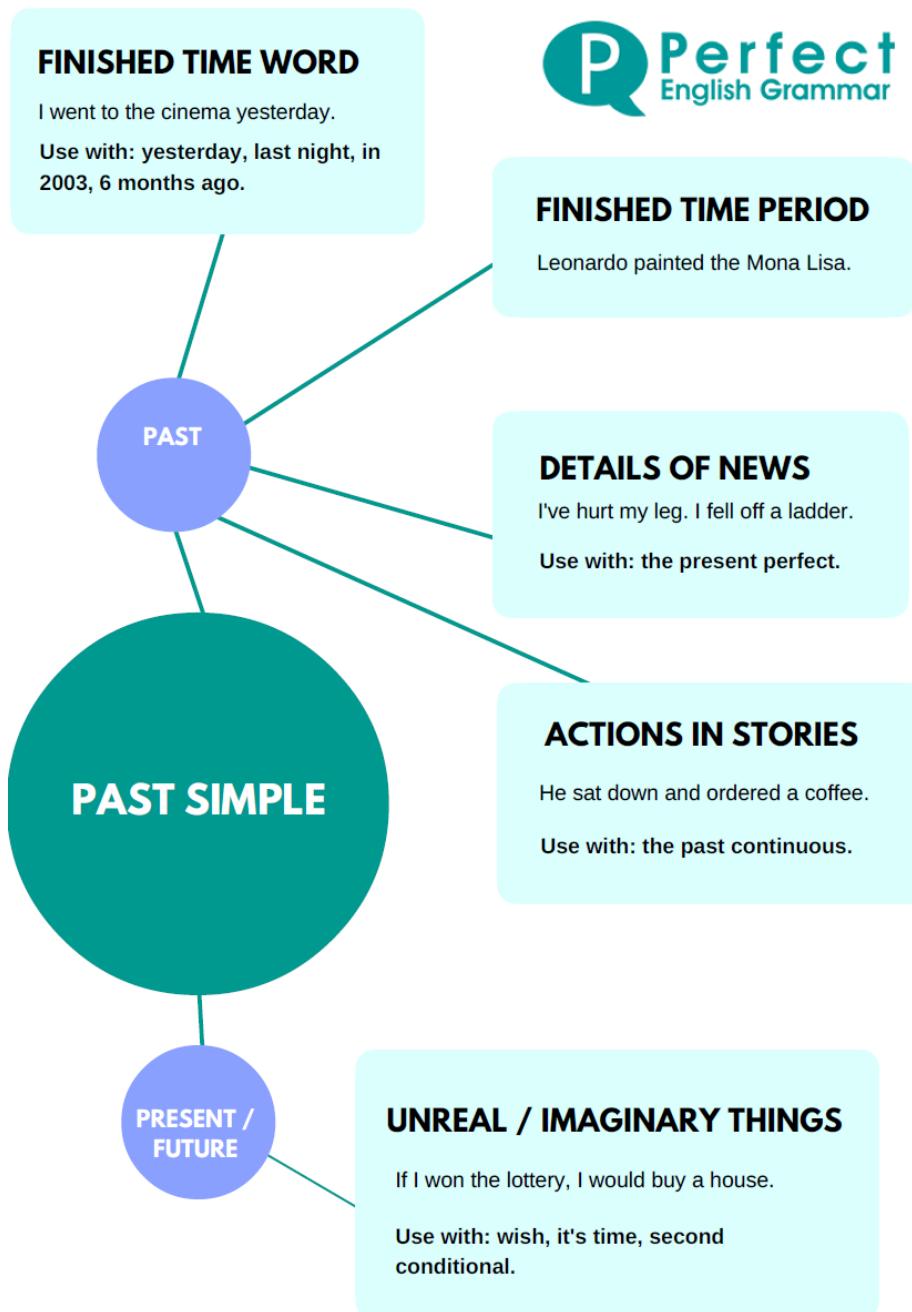 FINISHED TIME WORD
I went to the cinema yesterday.
Use with: yesterday, last night, in
2003, 6 months ago.
P Perfect
English Grammar
FINISHED TIME PERIOD
Leonardo painted the Mona Lisa.
PAST
DETAILS OF NEWS
I've hurt my leg. I fell off a ladder.
Use with: the present perfect.
ACTIONS IN STORIES
He sat down and ordered a coffee.
Use with: the past continuous.
PAST SIMPLE
PRESENT /
FUTURE
UNREAL / IMAGINARY THINGS
If I won the lottery, I would buy a house.
Use with: wish, it's time, second
conditional.